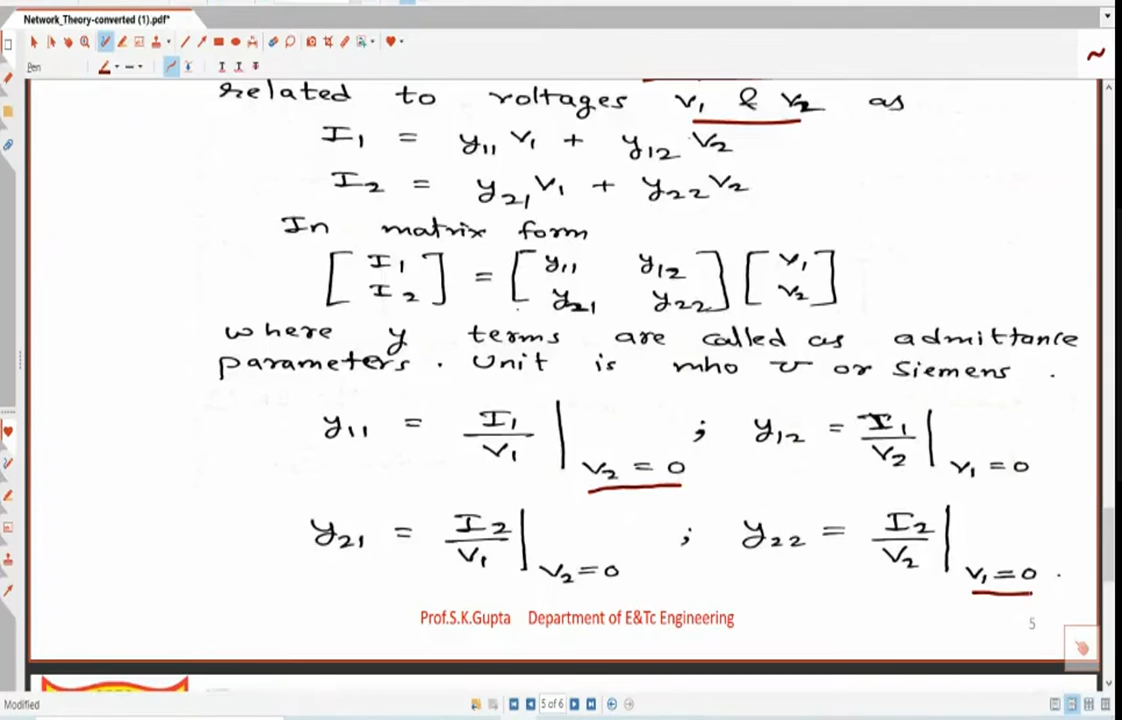 Network_Theory-converted (1).pdf*
Pen
related to voltages V1 & V2 as
I1 = y11 V1 + y12 V2
I2 = y21 V1 + y22 V2
In matrix form
[ I1 ] = [ y11 y12 ] [ V1 ]
[ I2 ] [ y21 y22 ] [ V2 ]
where y terms are called as admittance
parameters. Unit is mho ℧ or Siemens .
y11 = I1/V1 | V2 = 0 ; y12 = I1/V2 | V1 = 0
y21 = I2/V1 | V2 = 0 ; y22 = I2/V2 | V1 = 0 .
Prof.S.K.Gupta Department of E&Tc Engineering
5
Modified
5 of 6